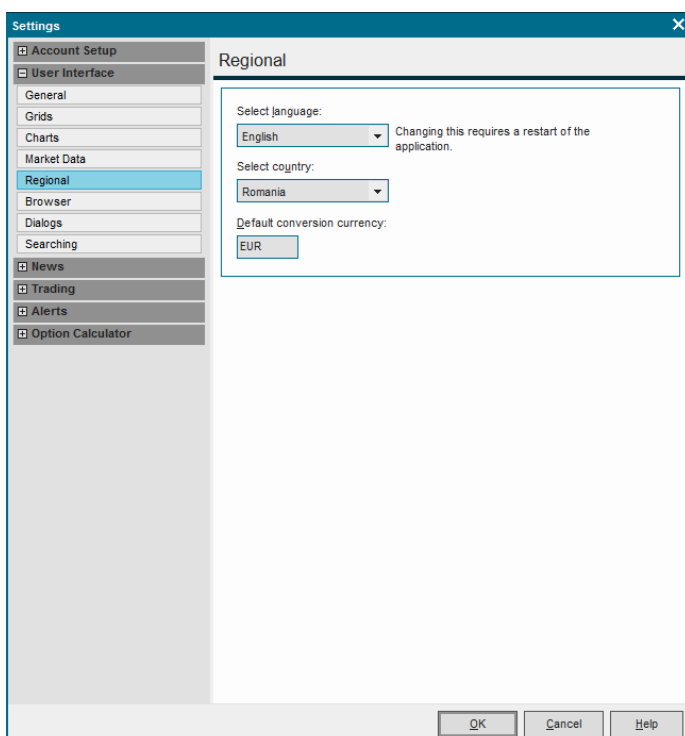 Settings
Account Setup
User Interface
General
Grids
Charts
Market Data
Regional
Browser
Dialogs
Searching
News
Trading
Alerts
Option Calculator
Regional
Select language:
English
Changing this requires a restart of the
application.
Select country:
Romania
Default conversion currency:
EUR
OK
Cancel
Help